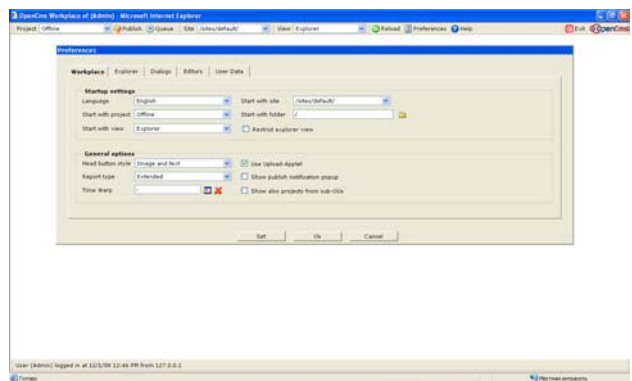 OpenCms Workplace of (Admin) - Microsoft Internet Explorer
Project Offline Publish Queue Site /sites/default/ View Explorer Reload Preferences Help Exit OpenCms
Preferences
Workplace Explorer Dialogs Editors User Data
Startup settings
Language English Start with site /sites/default/
Start with project Offline Start with folder /
Start with view Explorer Restrict explorer view
General options
Head button style Image and text Use Upload-Applet
Report-type Extended Show publish notification popup
Time Warp - Show also projects from sub-OUs
Set Ok Cancel
User (Admin) logged in at 12/5/08 12:46 PM from 127.0.0.1
Готово Местная интрасеть